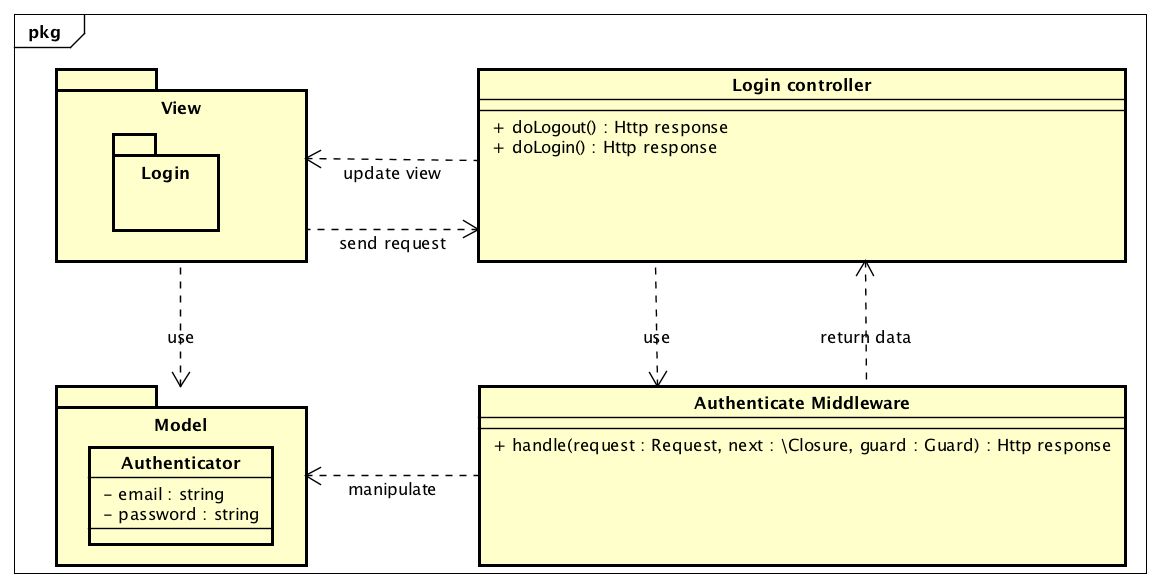 pkg
View
Login
Login controller
+ doLogout() : Http response
+ doLogin() : Http response
update view
send request
use
use
return data
Model
Authenticator
- email : string
- password : string
manipulate
Authenticate Middleware
+ handle(request : Request, next : \Closure, guard : Guard) : Http response